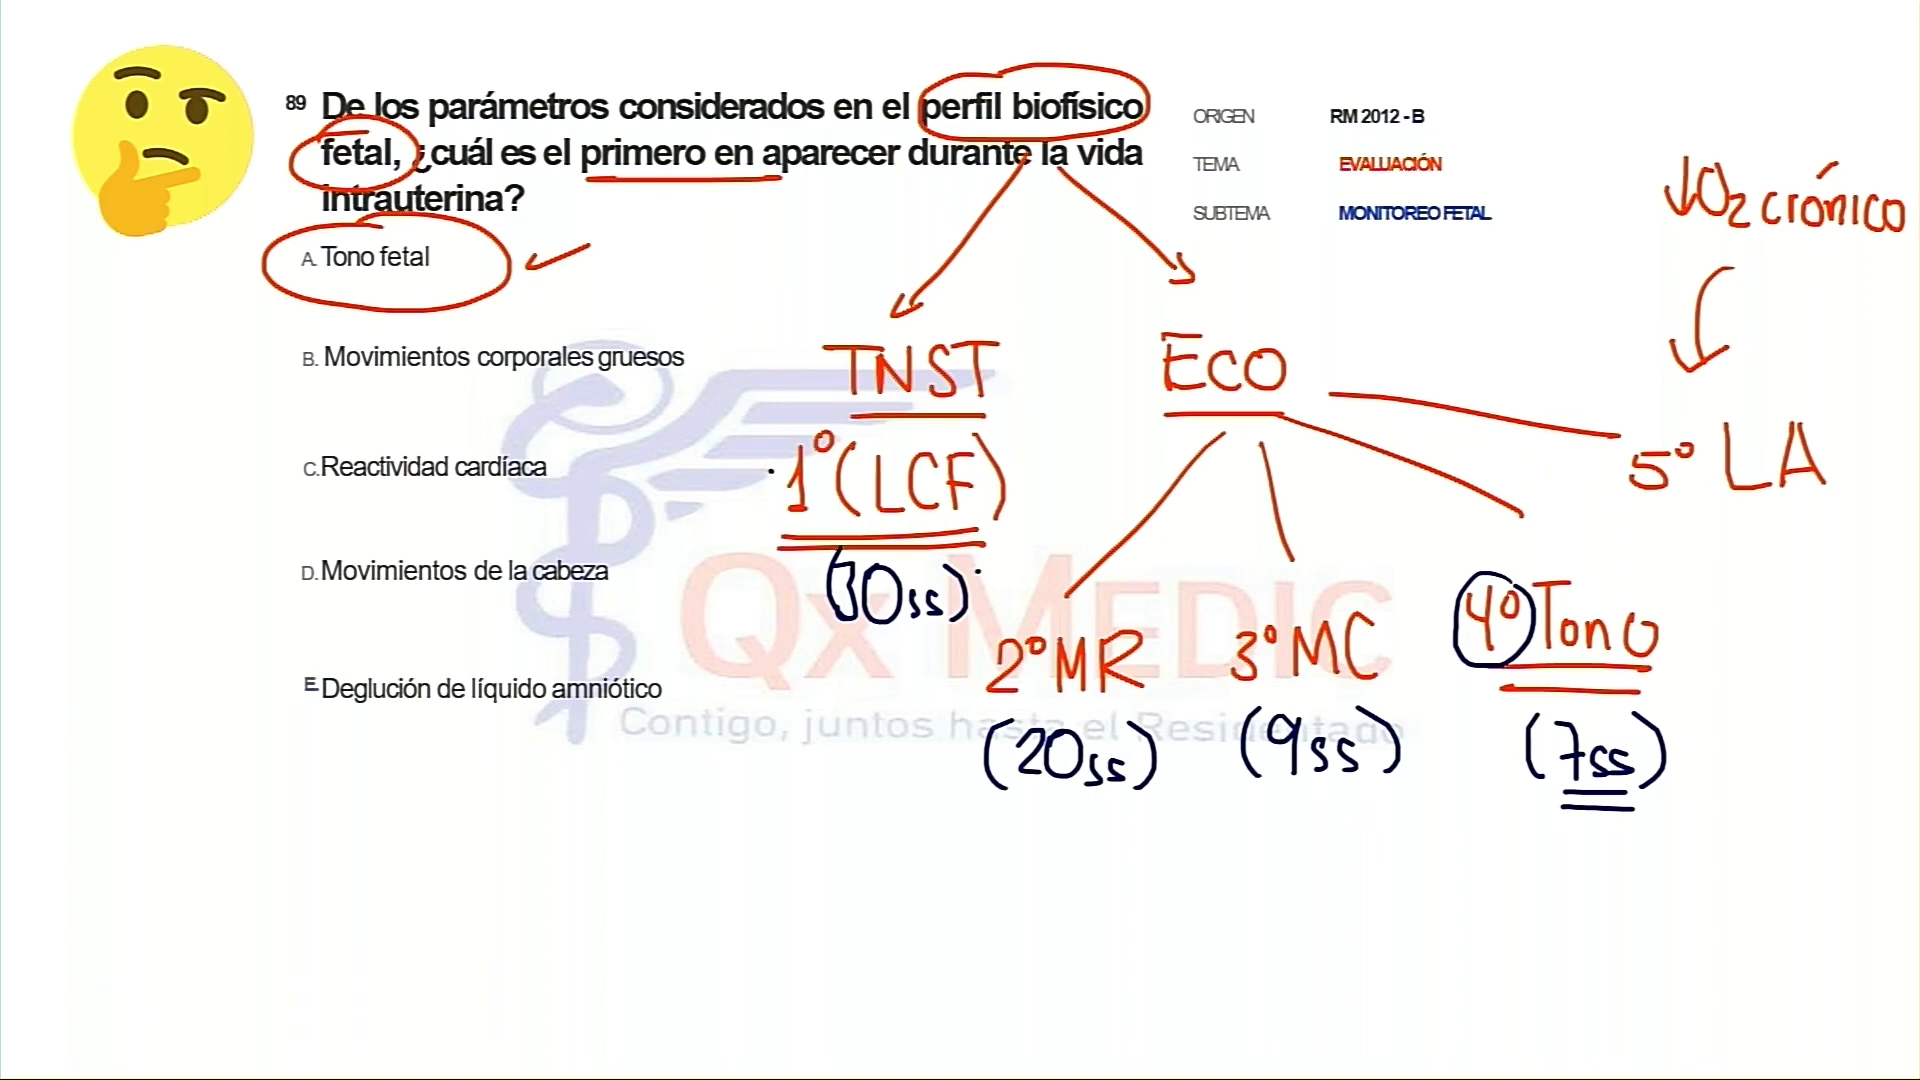 89 De los parámetros considerados en el perfil biofísico
fetal, ¿cuál es el primero en aparecer durante la vida
intrauterina?
A. Tono fetal
B. Movimientos corporales gruesos
C. Reactividad cardíaca
D. Movimientos de la cabeza
E. Deglución de líquido amniótico
ORIGEN RM 2012 - B
TEMA EVALUACIÓN
SUBTEMA MONITOREO FETAL
↓O2 crónico
TNST
ECO
1° (LCF)
(30ss)
2° MR
(20ss)
3° MC
(9ss)
4° Tono
(7ss)
5° LA
QX MEDIC
Contigo, juntos hasta el Residentado